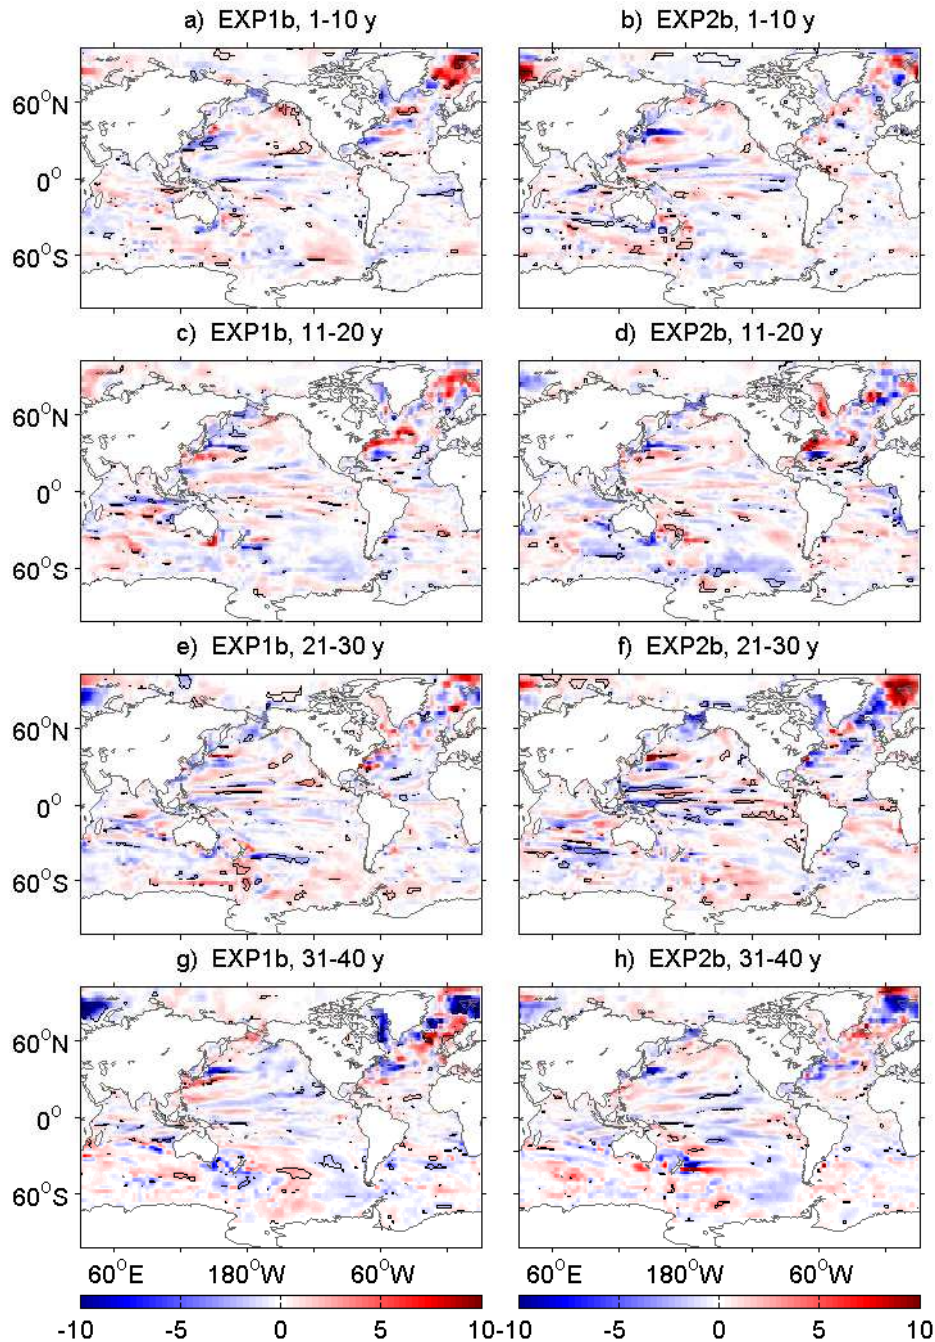 a) EXP1b, 1-10 y
b) EXP2b, 1-10 y
60°N
0°
60°S
c) EXP1b, 11-20 y
d) EXP2b, 11-20 y
60°N
0°
60°S
e) EXP1b, 21-30 y
f) EXP2b, 21-30 y
60°N
0°
60°S
g) EXP1b, 31-40 y
h) EXP2b, 31-40 y
60°N
0°
60°S
60°E 180°W 60°W 60°E 180°W 60°W
-10 -5 0 5 10 -10 -5 0 5 10